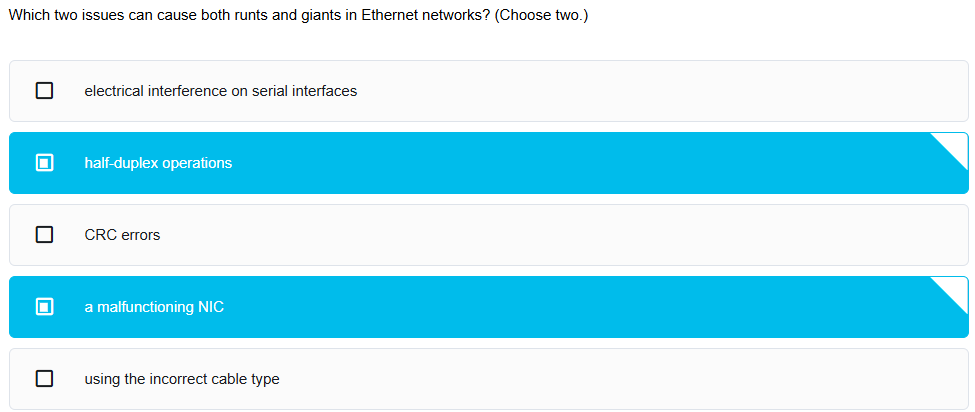 Which two issues can cause both runts and giants in Ethernet networks? (Choose two.)
electrical interference on serial interfaces
half-duplex operations
CRC errors
a malfunctioning NIC
using the incorrect cable type